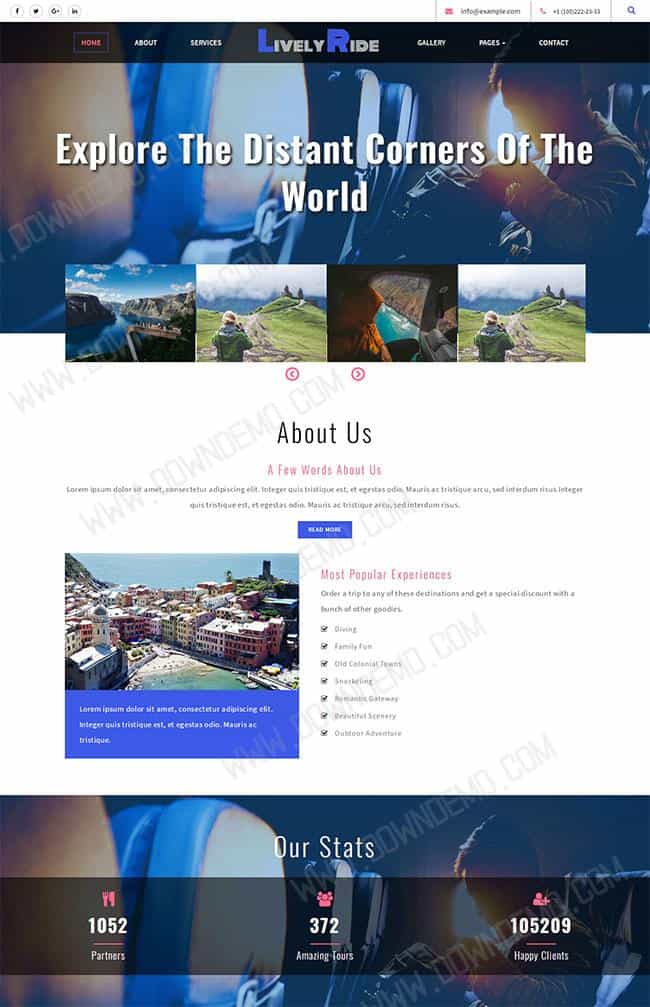 info@example.com
+1 (100)222-23-33
HOME ABOUT SERVICES LIVELY RIDE GALLERY PAGES CONTACT
Explore The Distant Corners Of The
World
About Us
A Few Words About Us
Lorem ipsum dolor sit amet, consectetur adipiscing elit. Integer quis tristique est, et egestas odio. Mauris ac tristique arcu, sed interdum risus.Integer
quis tristique est, et egestas odio. Mauris ac tristique arcu, sed interdum risus.
READ MORE
Lorem ipsum dolor sit amet, consectetur adipiscing elit.
Integer quis tristique est, et egestas odio. Mauris ac
tristique.
Most Popular Experiences
Order a trip to any of these destinations and get a special discount with a
bunch of other goodies.
Diving
Family Fun
Old Colonial Towns
Snorkeling
Romantic Gateway
Beautiful Scenery
Outdoor Adventure
Our Stats
1052
Partners
372
Amazing Tours
105209
Happy Clients
WWW.DOWNDEMO.COM